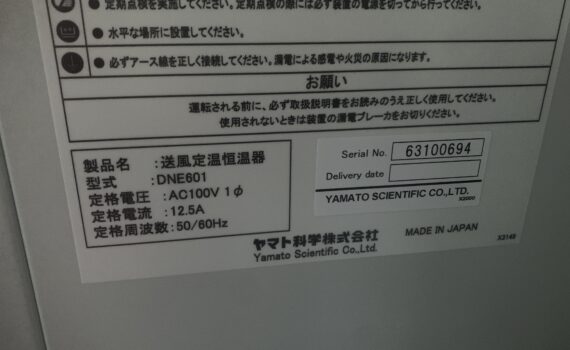 ● 定期点検を実施してください。定期点検の際には必ず装置の電源を切ってから行ってください。
● 水平な場所に設置してください。
● 必ずアース線を正しく接続してください。漏電による感電や火災の原因になります。
お願い
運転される前に、必ず取扱説明書をお読みのうえ正しく使用してください。
使用されないときは装置の漏電ブレーカをお切りください。
製品名:送風定温恒温器
型式:DNE601
定格電圧:AC100V 1φ
定格電流:12.5A
定格周波数:50/60Hz
Serial No. 63100694
Delivery date
YAMATO SCIENTIFIC CO.,LTD.
X2000
ヤマト科学株式会社
Yamato Scientific Co.,Ltd.
MADE IN JAPAN
X2148